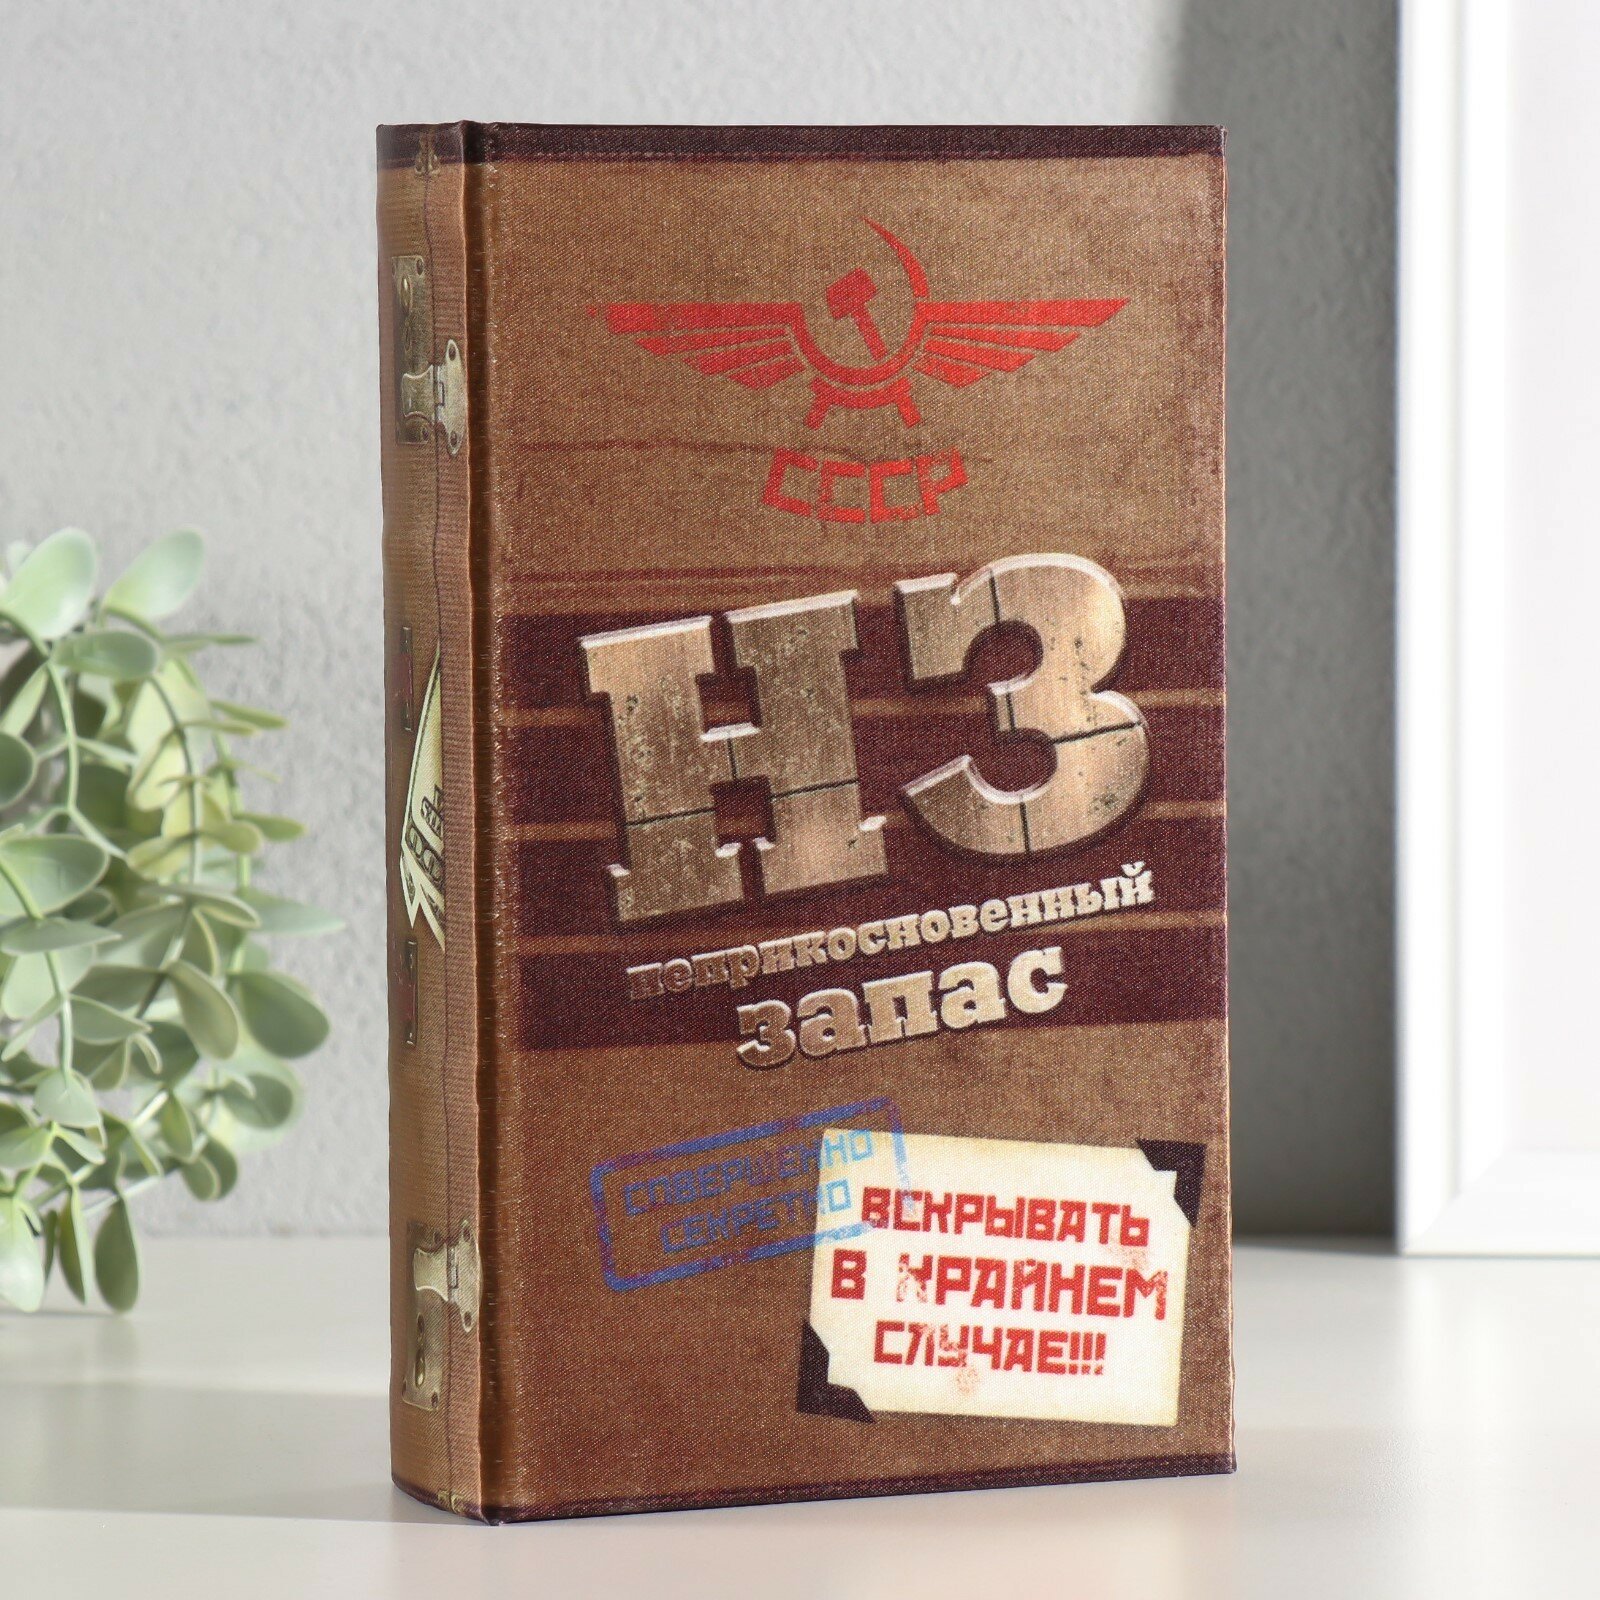 СССР
НЗ
неприкосновенный
запас
СОВЕРШЕННО
СЕКРЕТНО
ВСКРЫВАТЬ
В КРАЙНЕМ
СЛУЧАЕ!!!